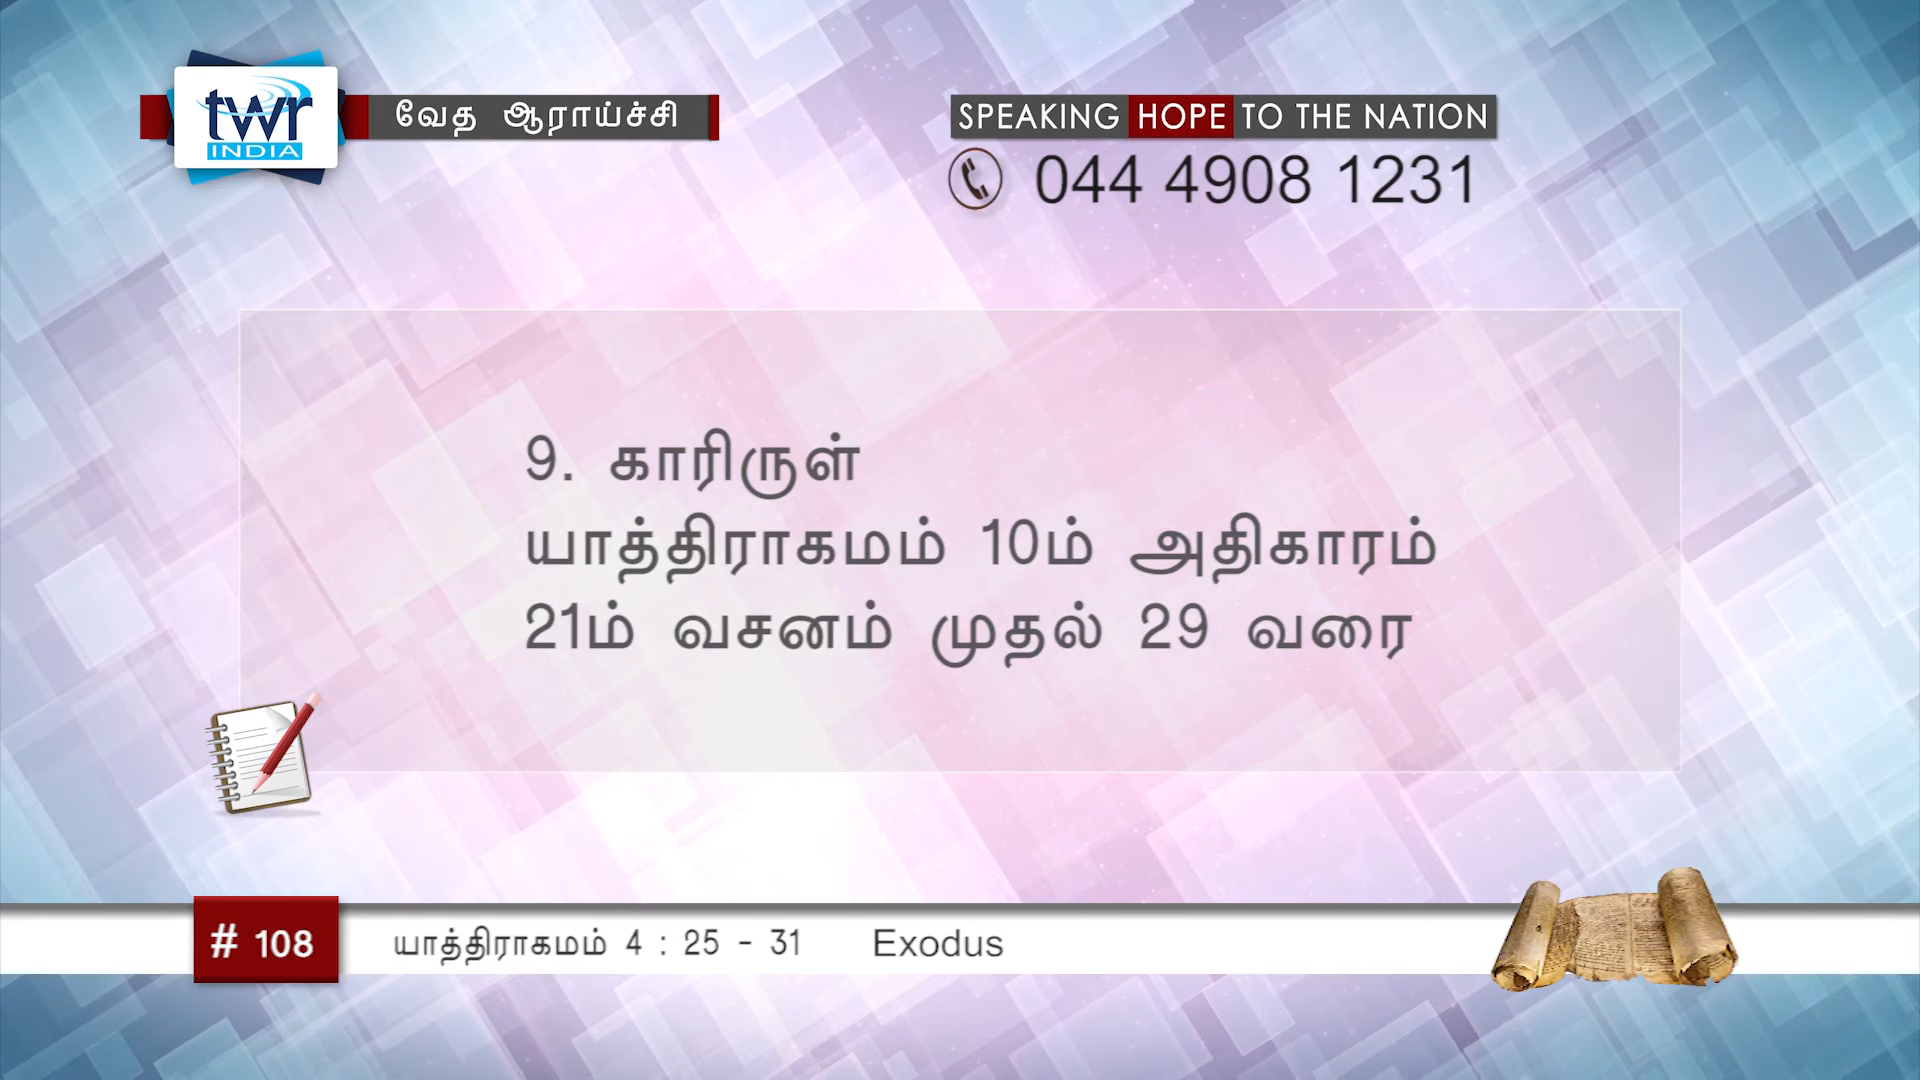 twr
INDIA
வேத ஆராய்ச்சி
SPEAKING HOPE TO THE NATION
044 4908 1231
9. காரிருள்
யாத்திராகமம் 10ம் அதிகாரம்
21ம் வசனம் முதல் 29 வரை
# 108
யாத்திராகமம் 4 : 25 - 31 Exodus